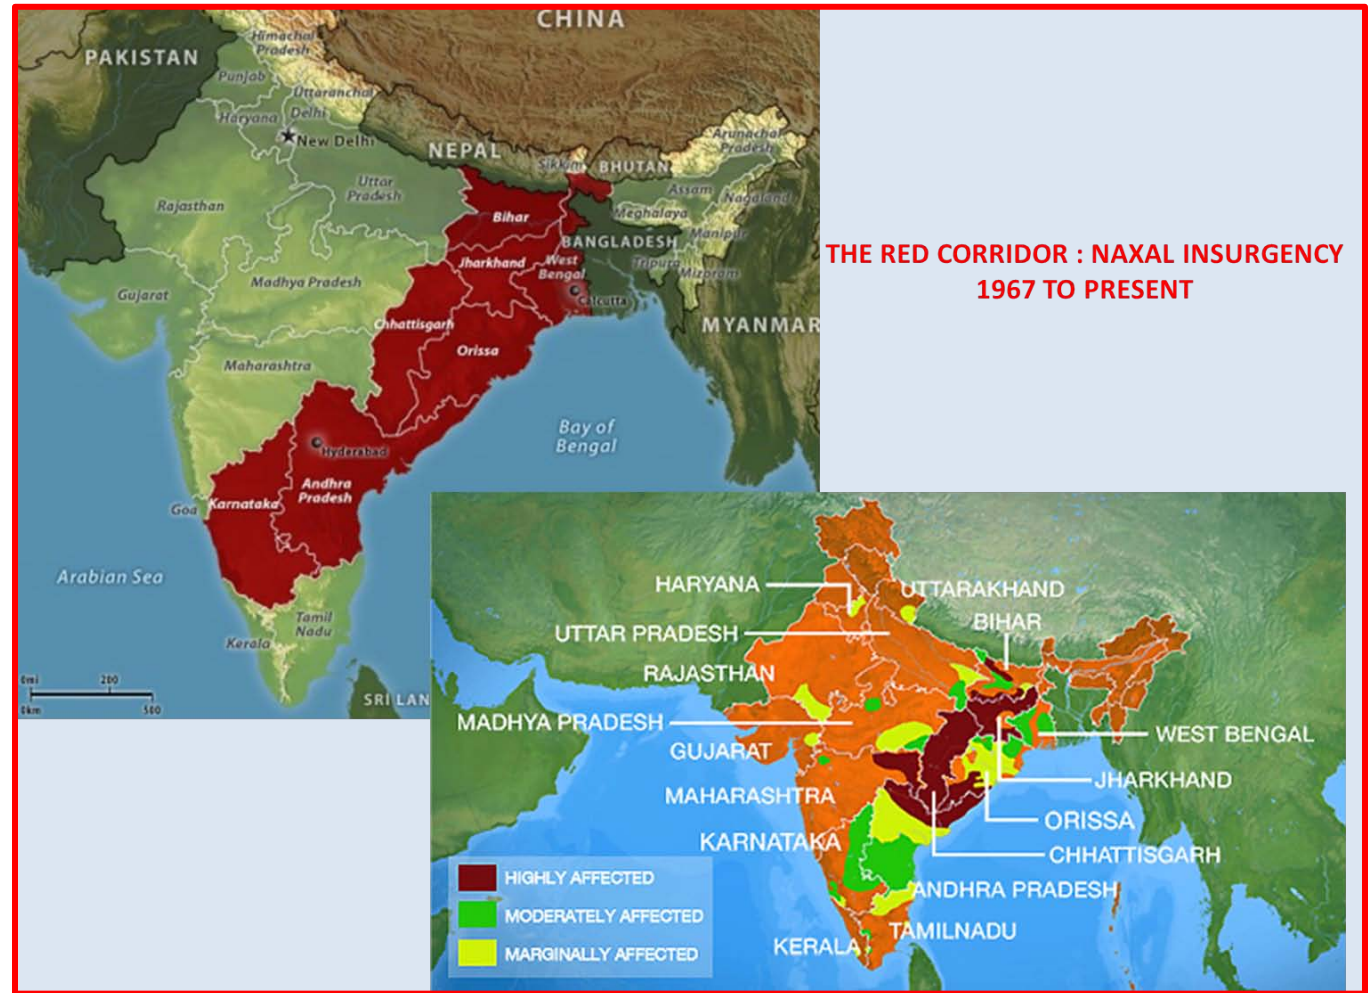 CHINA
Himachal
Pradesh
PAKISTAN
Punjab
Uttaranchal
Haryana
Delhi
New Delhi
NEPAL
Sikkim
BHUTAN
Arunachal
Pradesh
Uttar
Pradesh
Assam
Nagaland
Rajasthan
Bihar
Meghalaya
Manipur
BANGLADESH
Jharkhand
West
Bengal
Tripura
Mizoram
Gujarat
Madhya Pradesh
Calcutta
Chhattisgarh
MYANMAR
Orissa
Maharashtra
Bay of
Bengal
Hyderabad
Andhra
Pradesh
Karnataka
Goa
Arabian Sea
Tamil
Nadu
Kerala
0mi 200
0km 500
SRI LAN
THE RED CORRIDOR : NAXAL INSURGENCY
1967 TO PRESENT
HARYANA
UTTARAKHAND
BIHAR
UTTAR PRADESH
RAJASTHAN
MADHYA PRADESH
WEST BENGAL
GUJARAT
JHARKHAND
MAHARASHTRA
ORISSA
KARNATAKA
CHHATTISGARH
HIGHLY AFFECTED
ANDHRA PRADESH
MODERATELY AFFECTED
TAMILNADU
KERALA
MARGINALLY AFFECTED